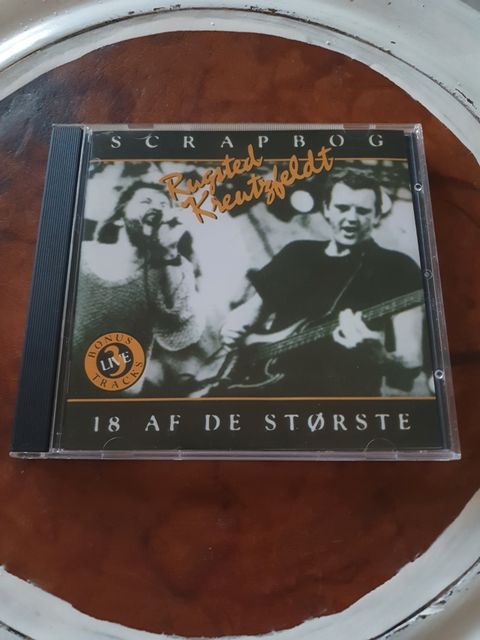 SCRAPBOG
Rugsted
Kreutzfeldt
BONUS
3
LIVE
TRACKS
18 AF DE STØRSTE